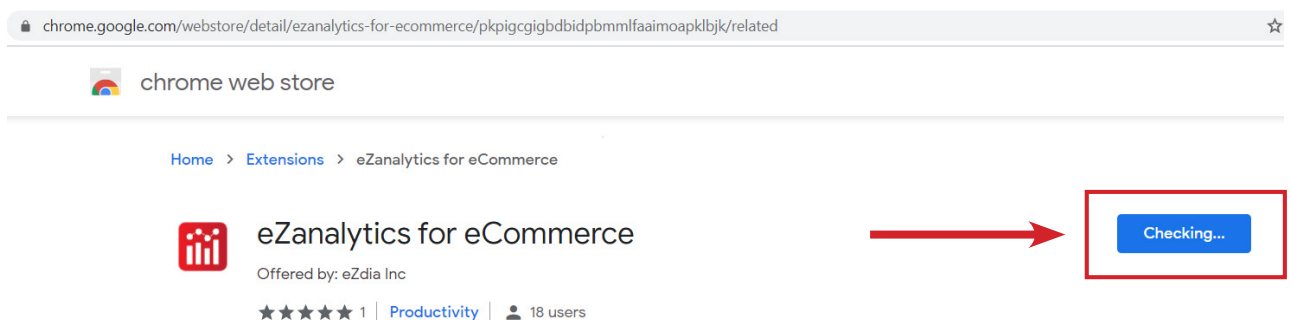 chrome.google.com/webstore/detail/ezanalytics-for-ecommerce/pkpigcgigbdbidpbmmlfaaimoapklbjk/related
chrome web store
Home > Extensions > eZanalytics for eCommerce
eZanalytics for eCommerce
Checking...
Offered by: eZdia Inc
★★★★★ 1 | Productivity | 18 users